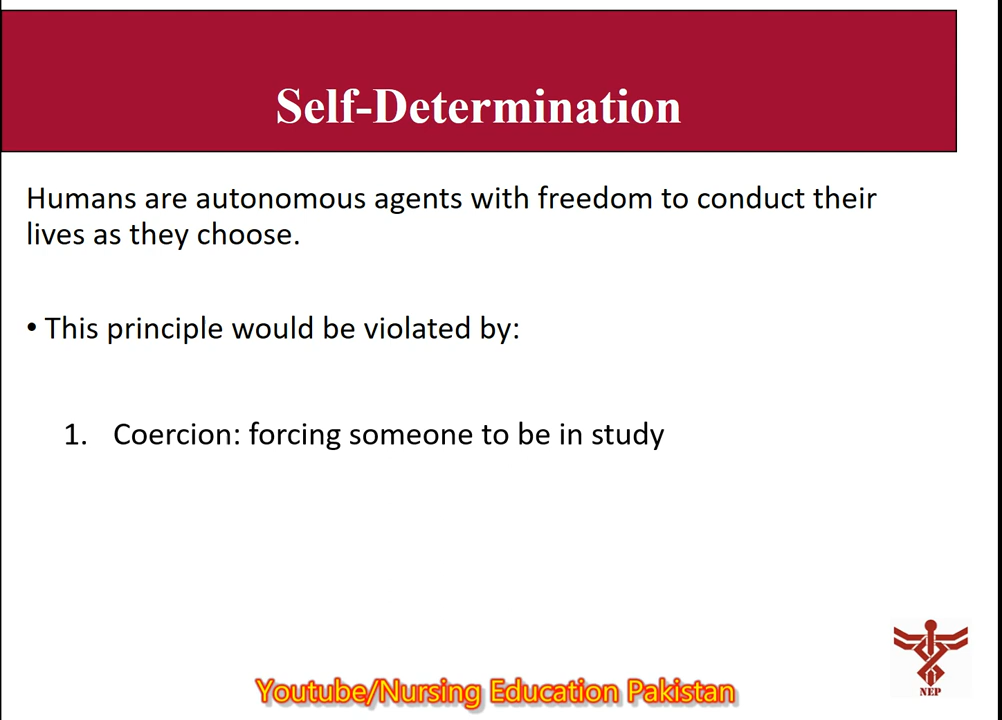 Self-Determination
Humans are autonomous agents with freedom to conduct their
lives as they choose.
• This principle would be violated by:
1. Coercion: forcing someone to be in study
NEP
Youtube/Nursing Education Pakistan